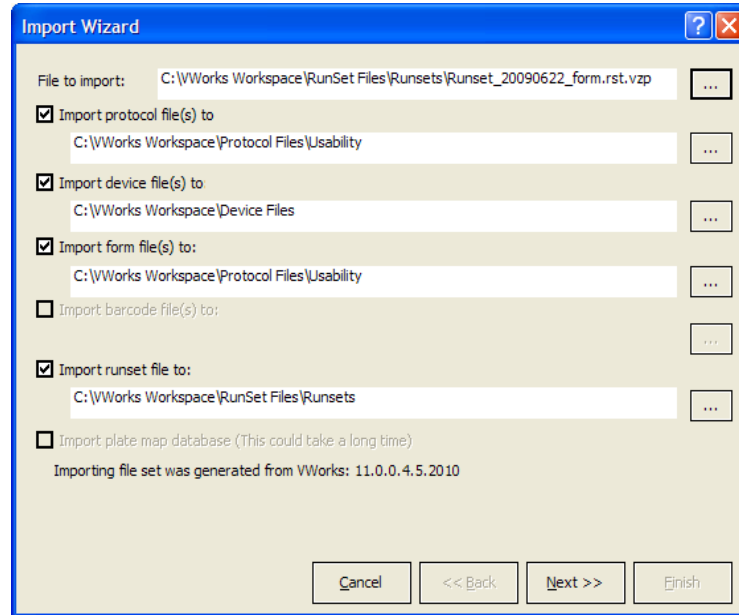 Import Wizard
File to import: C:\VWorks Workspace\RunSet Files\Runsets\Runset_20090622_form.rst.vzp ...
Import protocol file(s) to
C:\VWorks Workspace\Protocol Files\Usability ...
Import device file(s) to
C:\VWorks Workspace\Device Files ...
Import form file(s) to:
C:\VWorks Workspace\Protocol Files\Usability ...
Import barcode file(s) to:
...
Import runset file to:
C:\VWorks Workspace\RunSet Files\Runsets ...
Import plate map database (This could take a long time)
Importing file set was generated from VWorks: 11.0.0.4.5.2010
Cancel << Back Next >> Finish